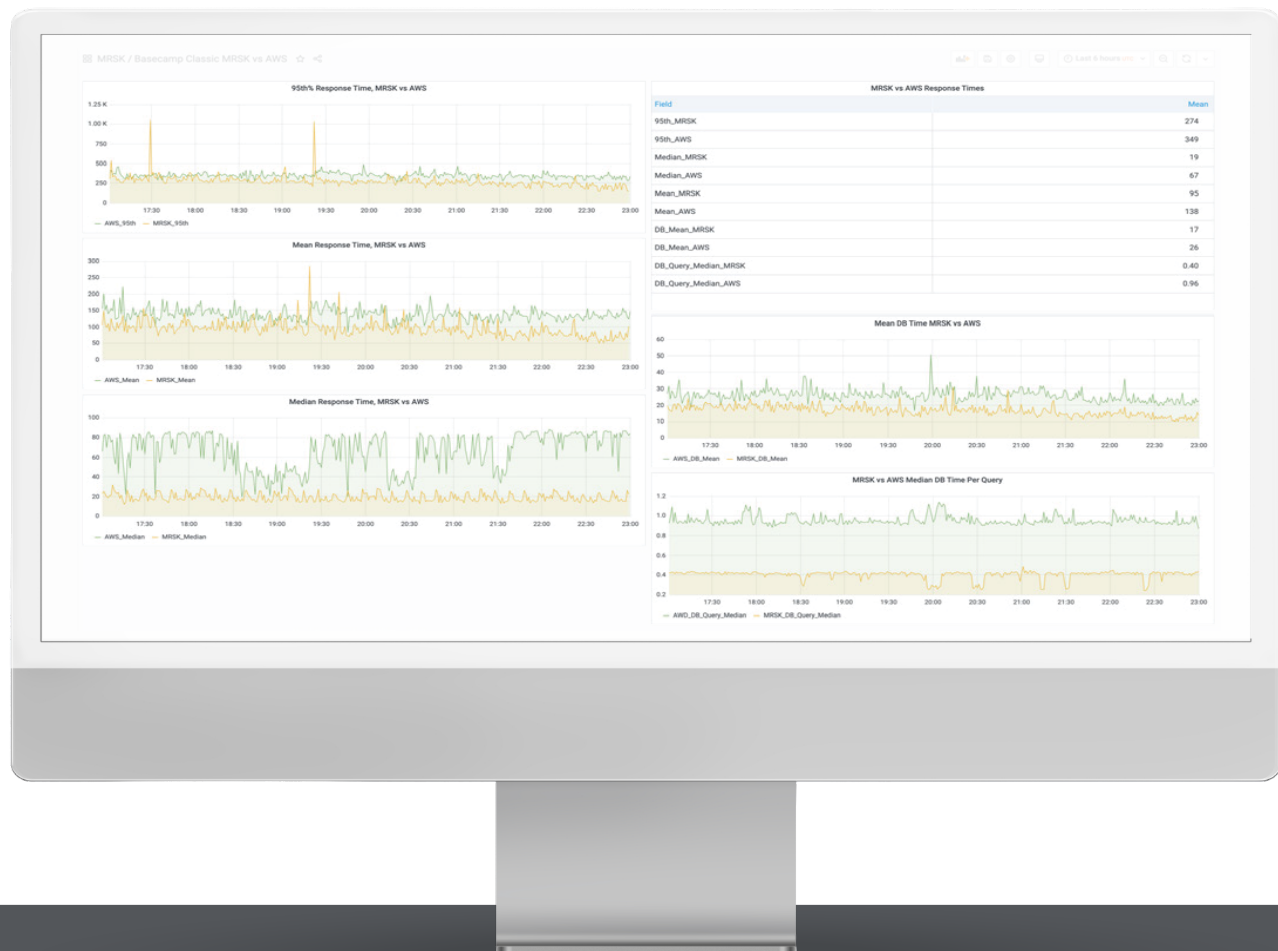 MRSK / Basecamp Classic MRSK vs AWS
Last 6 hours
95th% Response Time, MRSK vs AWS
1.25 K
1.00 K
750
500
250
0
17:30 18:00 18:30 19:00 19:30 20:00 20:30 21:00 21:30 22:00 22:30 23:00
AWS_95th MRSK_95th
Mean Response Time, MRSK vs AWS
300
250
200
150
100
50
0
17:30 18:00 18:30 19:00 19:30 20:00 20:30 21:00 21:30 22:00 22:30 23:00
AWS_Mean MRSK_Mean
Median Response Time, MRSK vs AWS
100
80
60
40
20
0
17:30 18:00 18:30 19:00 19:30 20:00 20:30 21:00 21:30 22:00 22:30 23:00
AWS_Median MRSK_Median
MRSK vs AWS Response Times
Field Mean
95th_MRSK 274
95th_AWS 349
Median_MRSK 19
Median_AWS 67
Mean_MRSK 95
Mean_AWS 138
DB_Mean_MRSK 17
DB_Mean_AWS 26
DB_Query_Median_MRSK 0.40
DB_Query_Median_AWS 0.96
Mean DB Time MRSK vs AWS
60
50
40
30
20
10
0
17:30 18:00 18:30 19:00 19:30 20:00 20:30 21:00 21:30 22:00 22:30 23:00
AWS_DB_Mean MRSK_DB_Mean
MRSK vs AWS Median DB Time Per Query
1.2
1.0
0.8
0.6
0.4
0.2
17:30 18:00 18:30 19:00 19:30 20:00 20:30 21:00 21:30 22:00 22:30 23:00
AWD_DB_Query_Median MRSK_DB_Query_Median